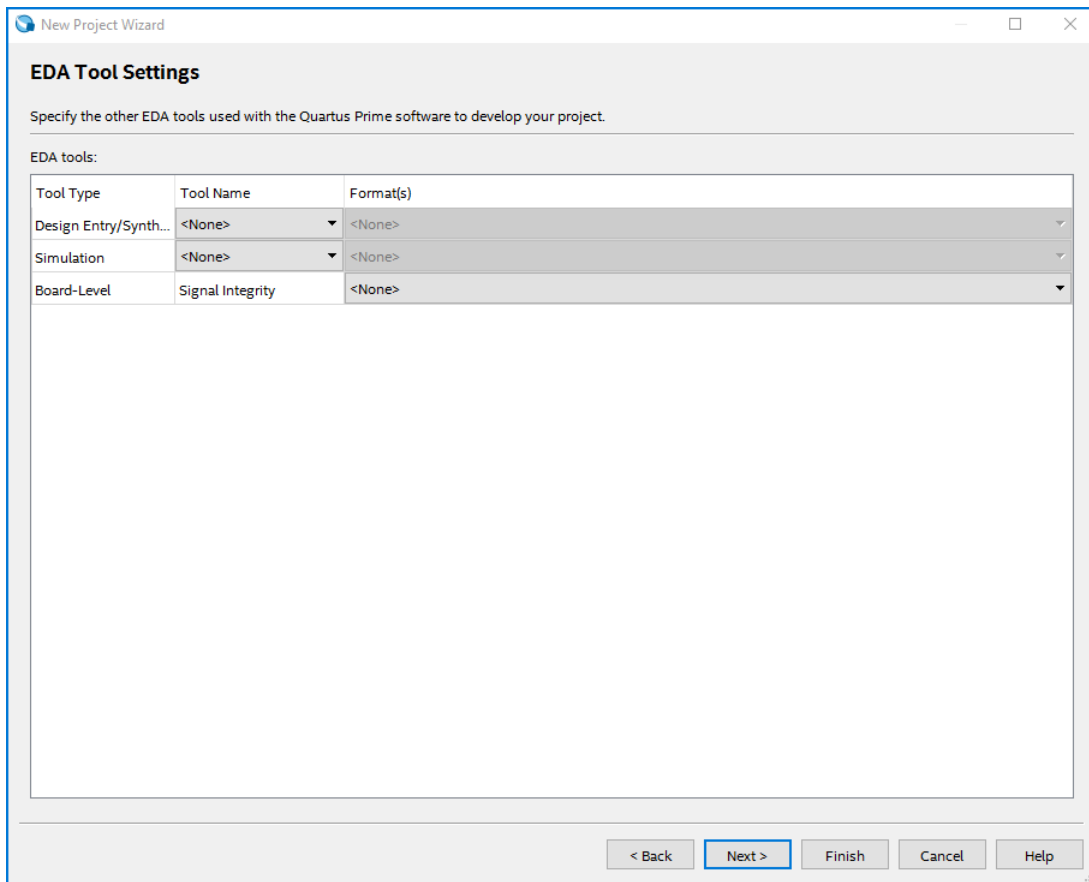 New Project Wizard
EDA Tool Settings
Specify the other EDA tools used with the Quartus Prime software to develop your project.
EDA tools:
Tool Type Tool Name Format(s)
Design Entry/Synth... <None> <None>
Simulation <None> <None>
Board-Level Signal Integrity <None>
< Back Next > Finish Cancel Help